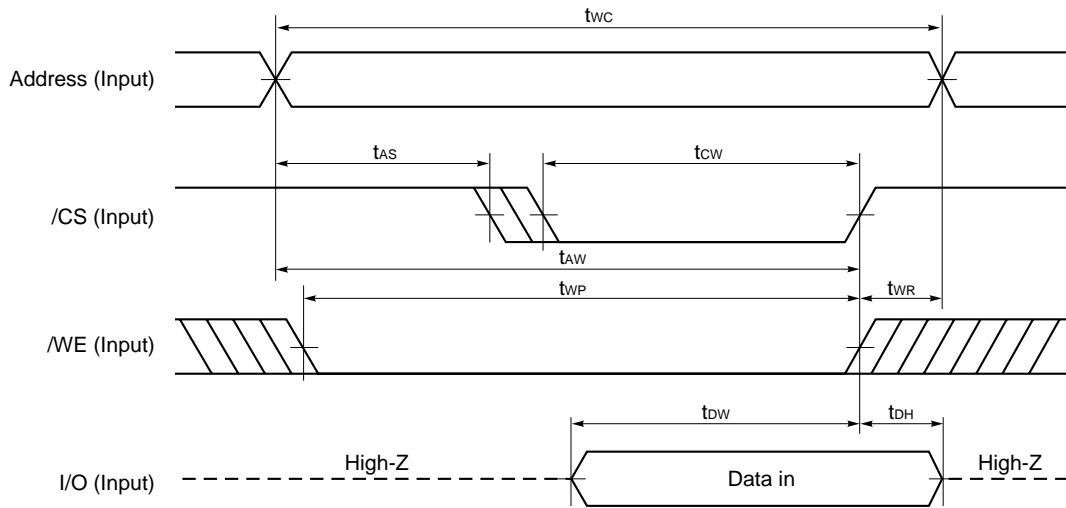 tWC
Address (Input)
tAS
tCW
/CS (Input)
tAW
tWP
tWR
/WE (Input)
tDW
tDH
High-Z
Data in
High-Z
I/O (Input)